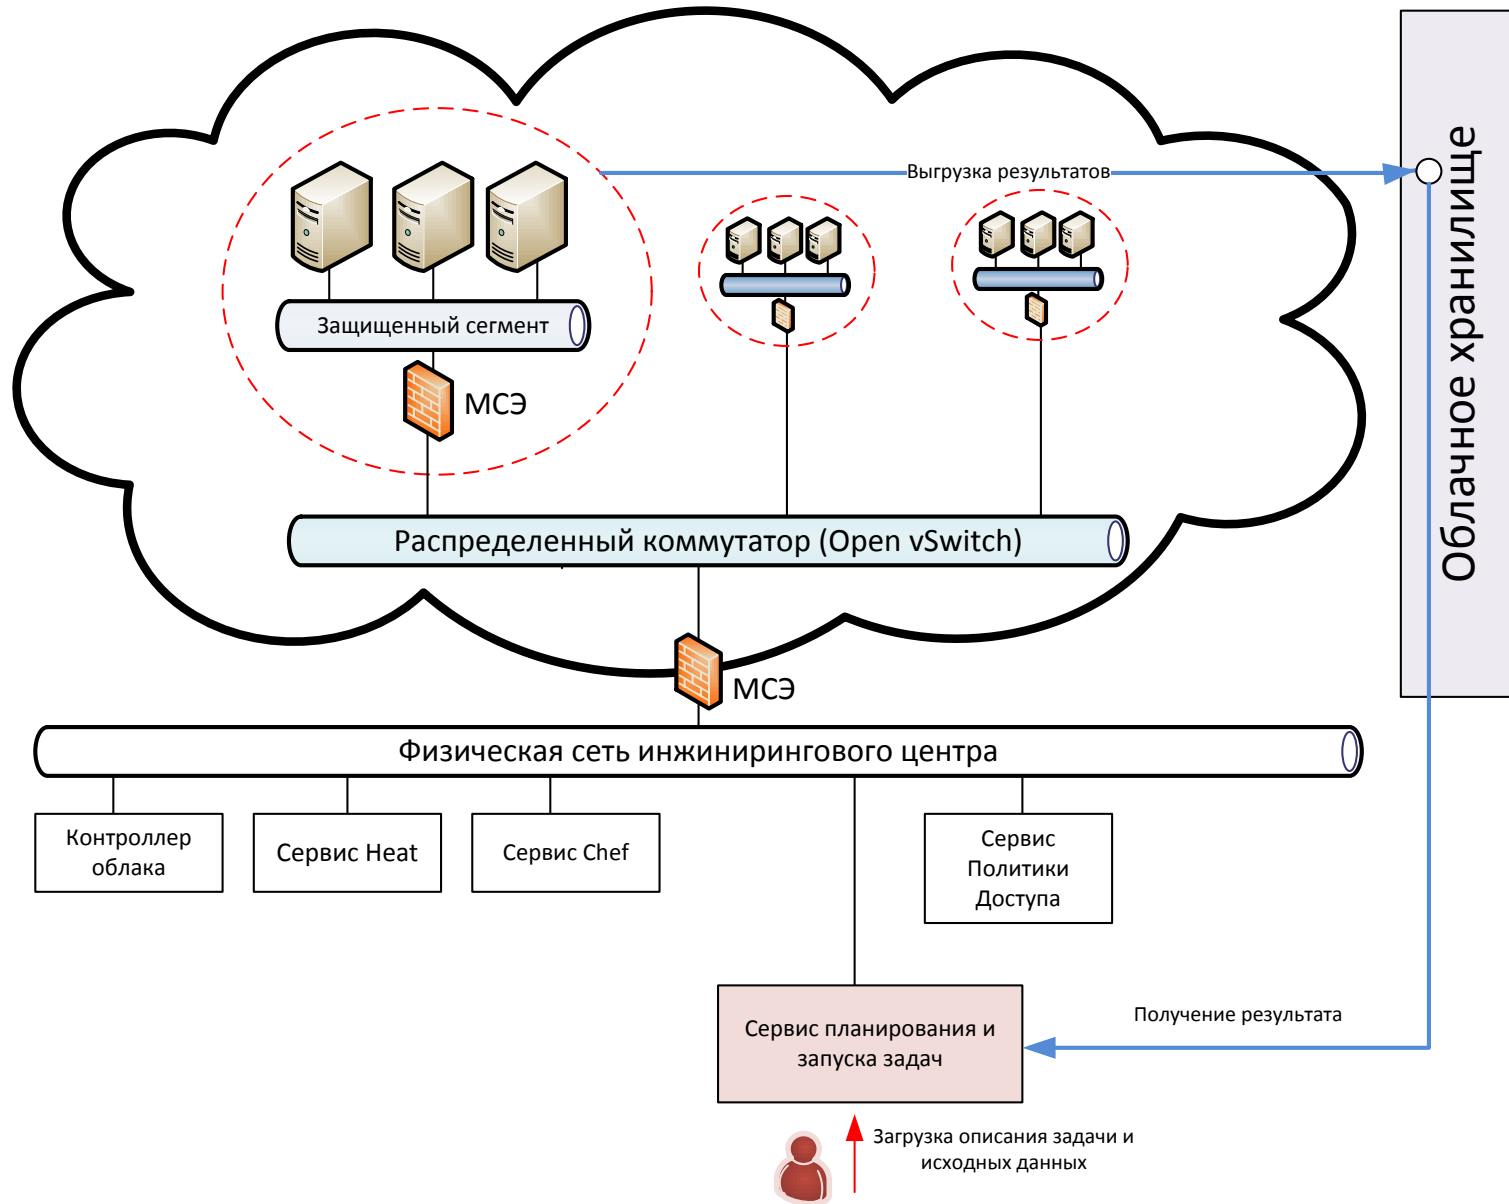 Выгрузка результатов
Облачное хранилище
Защищенный сегмент
МСЭ
Распределенный коммутатор (Open vSwitch)
МСЭ
Физическая сеть инжинирингового центра
Контроллер
облака
Сервис Heat
Сервис Chef
Сервис
Политики
Доступа
Сервис планирования и
запуска задач
Получение результата
Загрузка описания задачи и
исходных данных